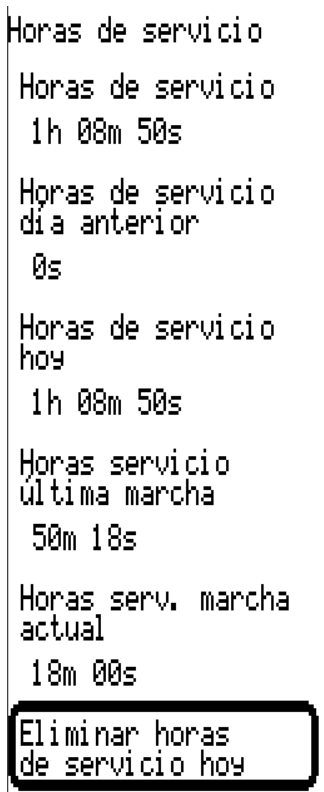 Horas de servicio
Horas de servicio
1h 08m 50s
Horas de servicio
día anterior
0s
Horas de servicio
hoy
1h 08m 50s
Horas servicio
última marcha
50m 18s
Horas serv. marcha
actual
18m 00s
Eliminar horas
de servicio hoy